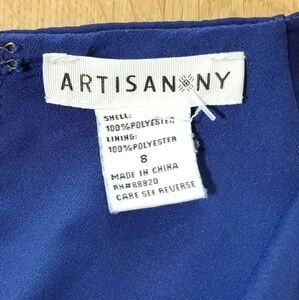 ARTISAN NY
SHELL:
100%POLYESTER
LINING:
100%POLYESTER
8
MADE IN CHINA
RN#88820
CARE SEE REVERSE